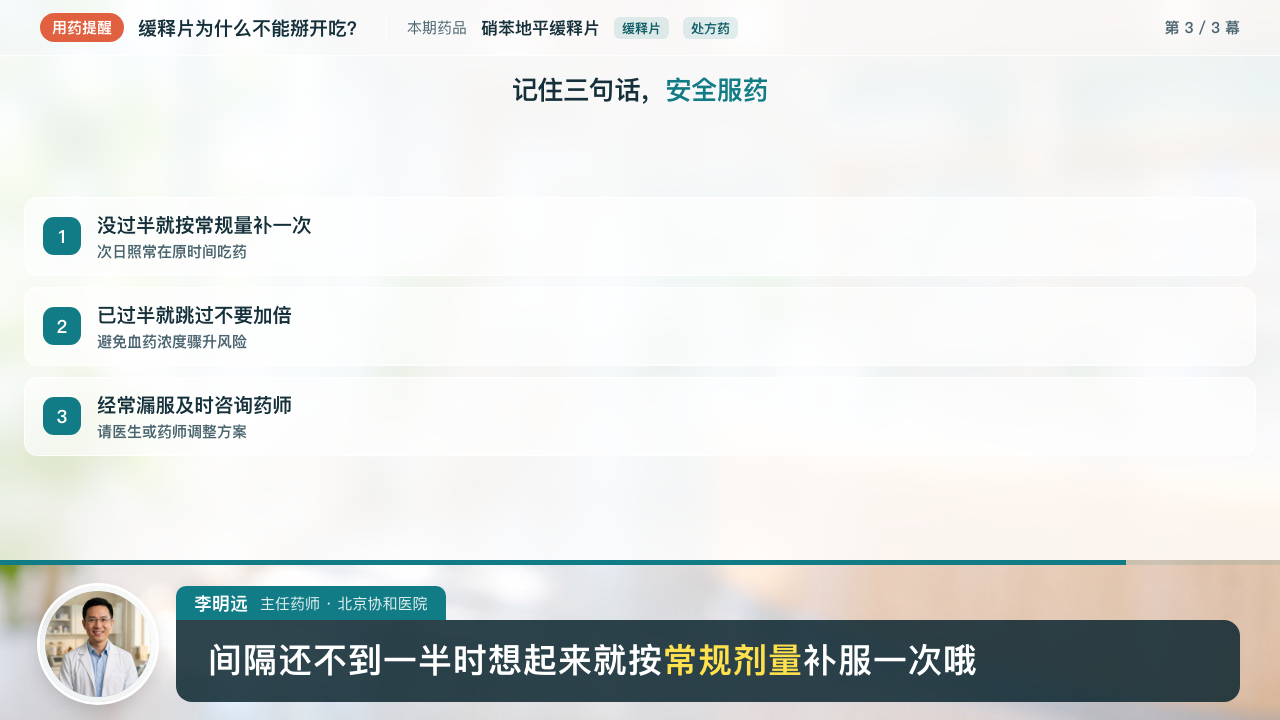 用药提醒 缓释片为什么不能掰开吃? 本期药品 硝苯地平缓释片 缓释片 处方药 第 3 / 3 幕
记住三句话，安全服药
1 没过半就按常规量补一次
次日照常在原时间吃药
2 已过半就跳过不要加倍
避免血药浓度骤升风险
3 经常漏服及时咨询药师
请医生或药师调整方案
李明远 主任药师 · 北京协和医院
间隔还不到一半时想起来就按常规剂量补服一次哦